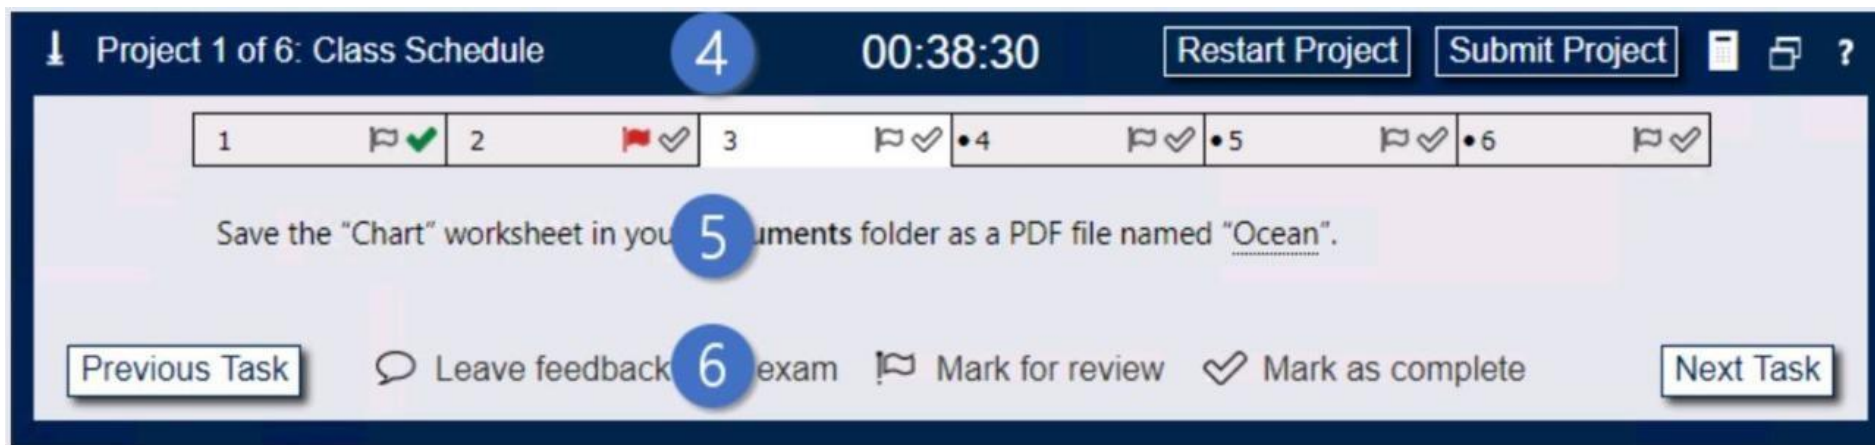 Project 1 of 6: Class Schedule 4 00:38:30 Restart Project Submit Project ?
1 2 3 •4 •5 •6
Save the “Chart” worksheet in you 5 uments folder as a PDF file named “Ocean”.
Previous Task Leave feedback 6 exam Mark for review Mark as complete Next Task